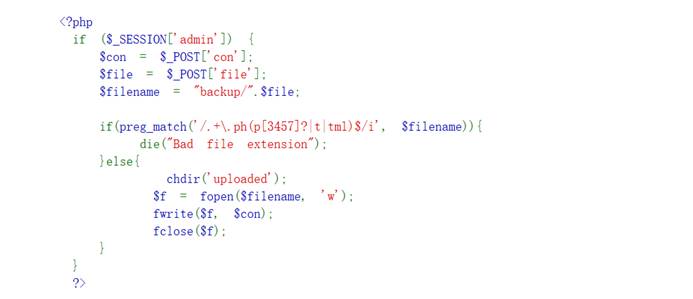 <?php
if ($_SESSION['admin']) {
$con = $_POST['con'];
$file = $_POST['file'];
$filename = "backup/".$file;
if(preg_match('/.+\.ph(p[3457]?|t|tml)$/i', $filename)){
die("Bad file extension");
}else{
chdir('uploaded');
$f = fopen($filename, 'w');
fwrite($f, $con);
fclose($f);
}
}
?>